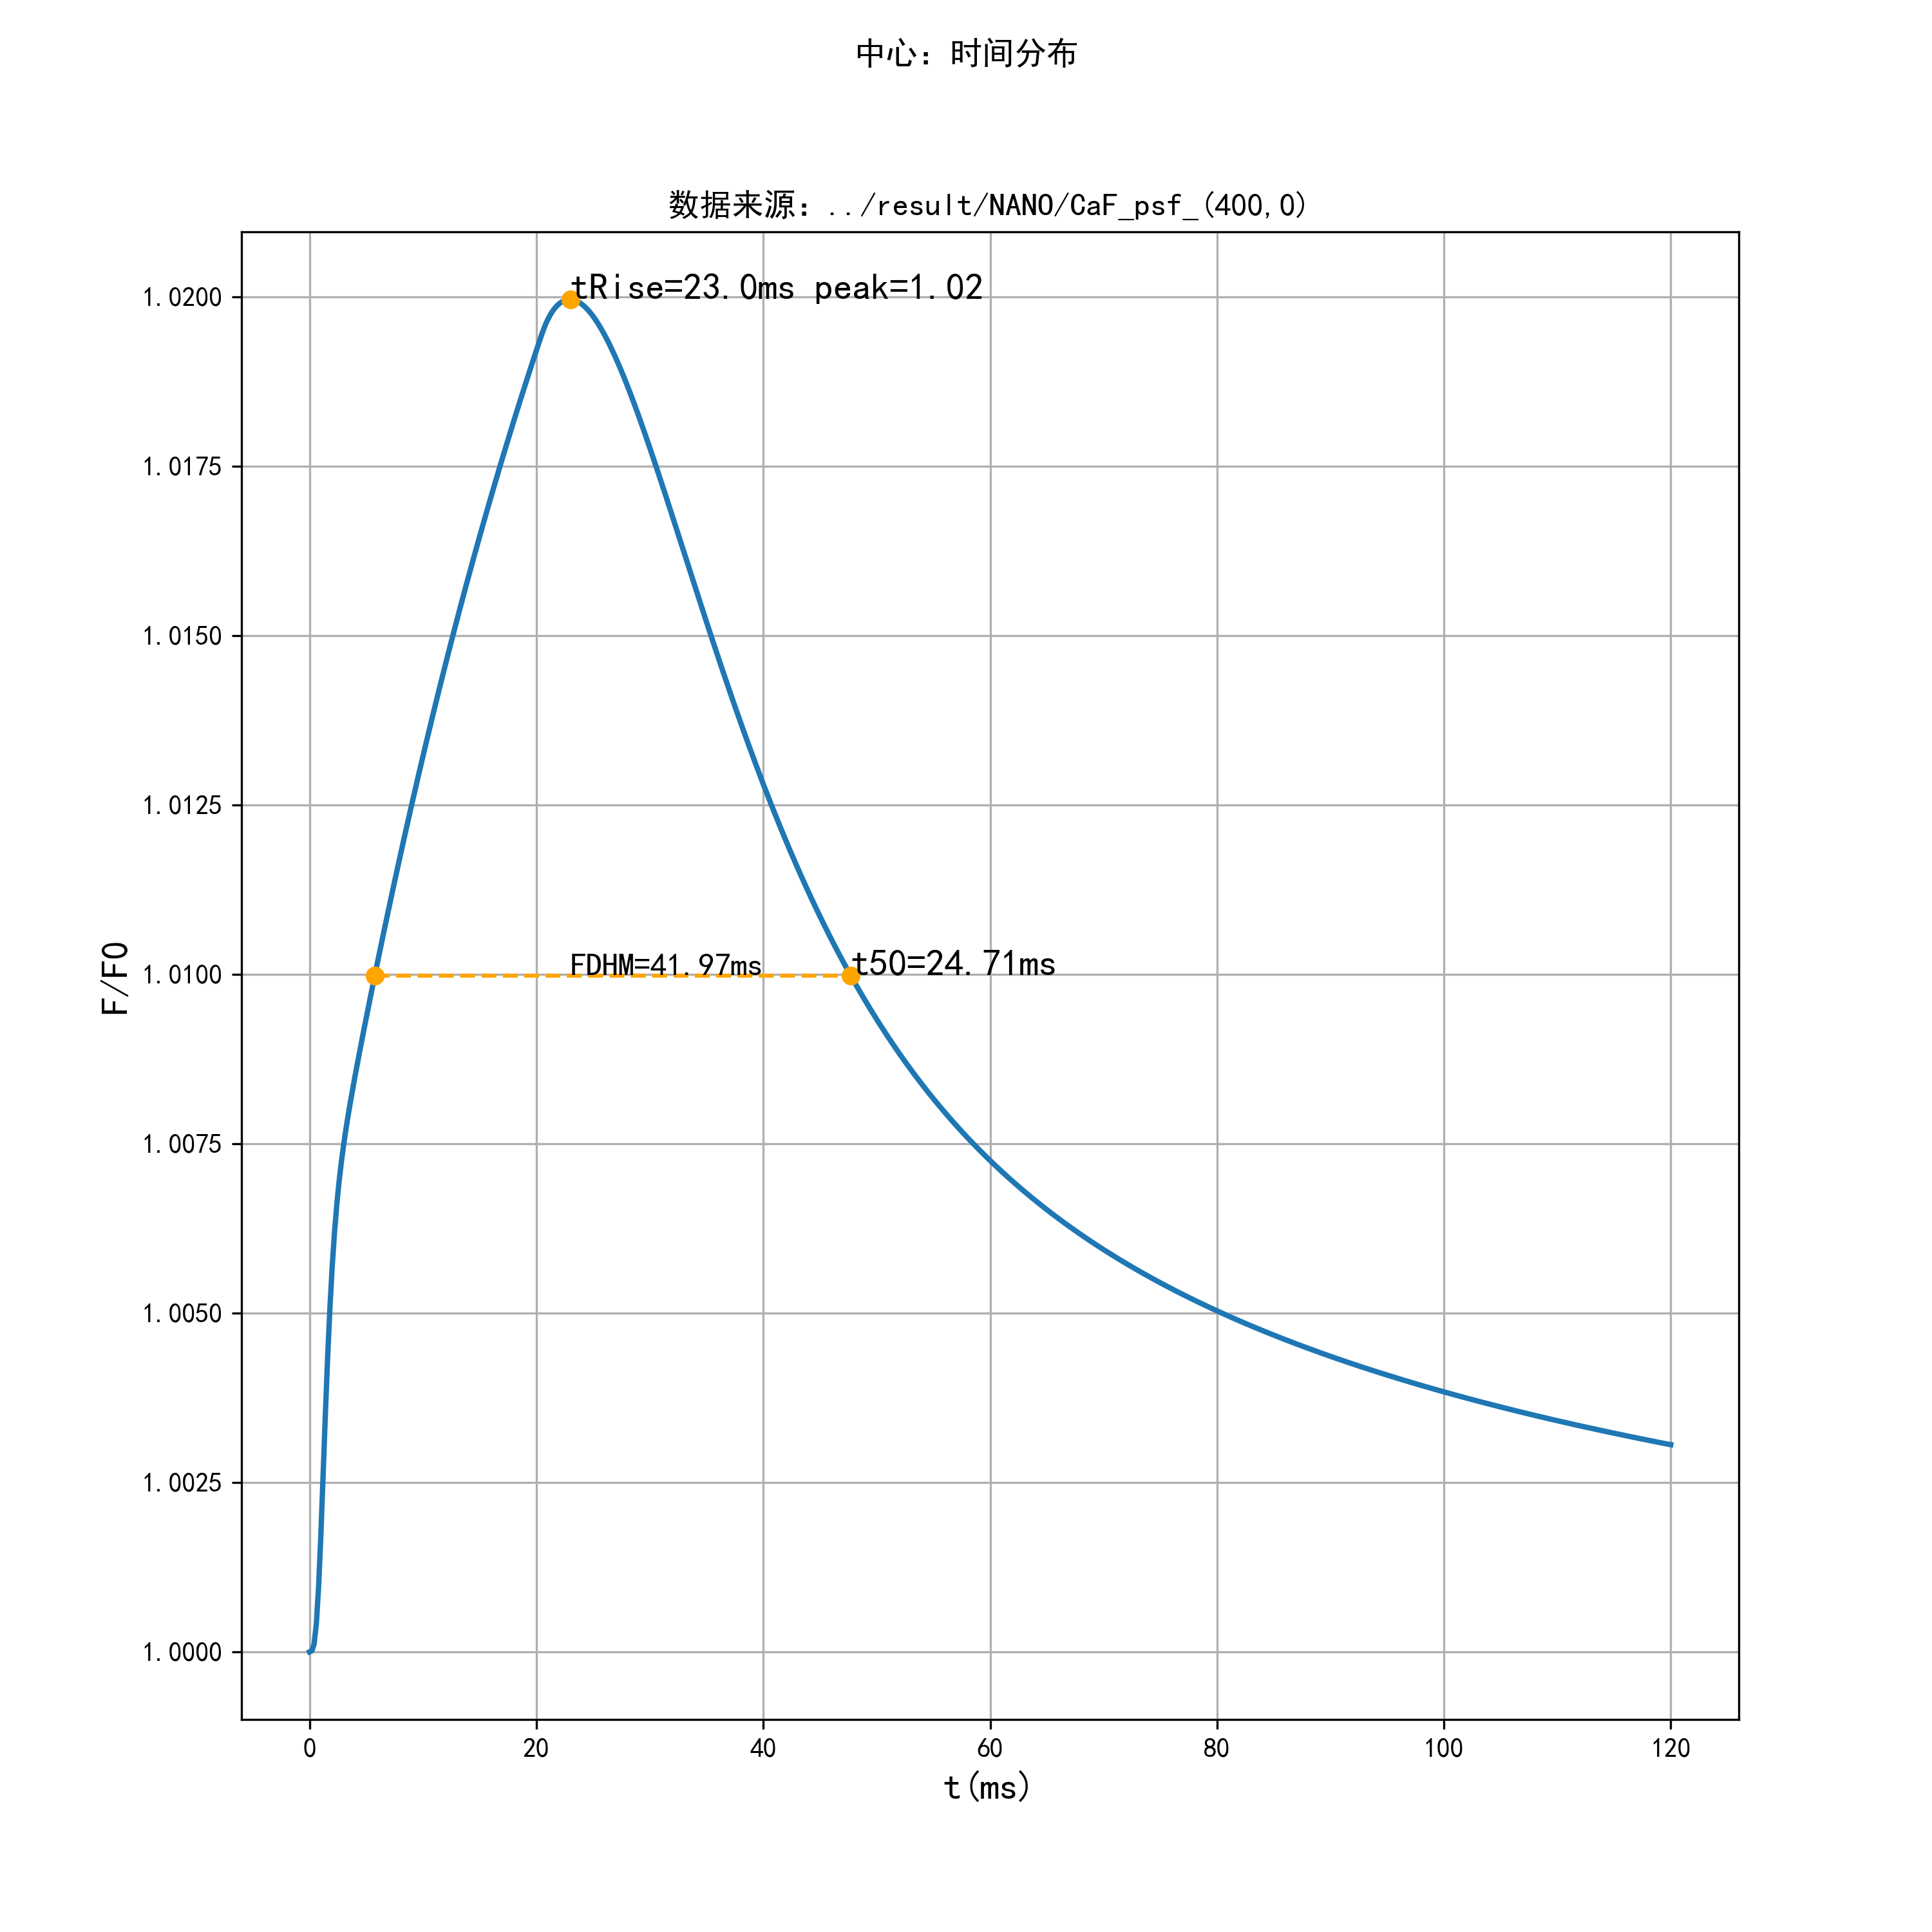 中心：时间分布
数据来源：../result/NANO/CaF_psf_(400,0)
tRise=23.0ms peak=1.02
1.0200
1.0175
1.0150
1.0125
FDHM=41.97ms
t50=24.71ms
1.0100
1.0075
1.0050
1.0025
1.0000
F/F0
0 20 40 60 80 100 120
t(ms)